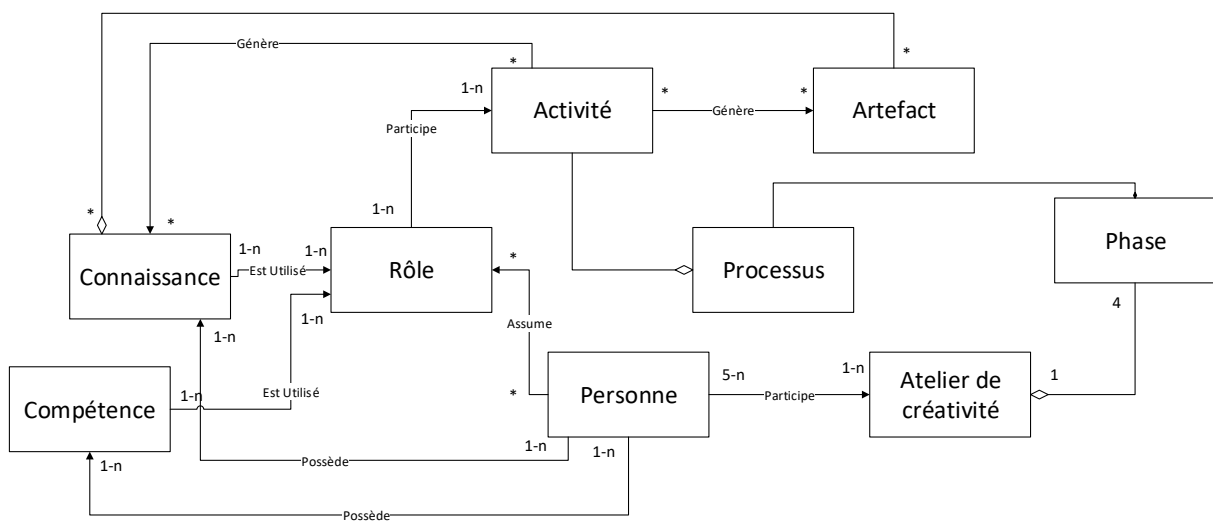 Génère
*
*
1-n
Activité
*
Génère
*
Artefact
Participe
1-n
*
*
1-n
Connaissance
Est Utilisé
1-n
Rôle
*
Processus
Phase
1-n
1-n
Assume
4
Compétence
1-n
Est Utilisé
*
Personne
5-n
Participe
1-n
Atelier de
créativité
1
1-n
Possède
1-n
1-n
Possède